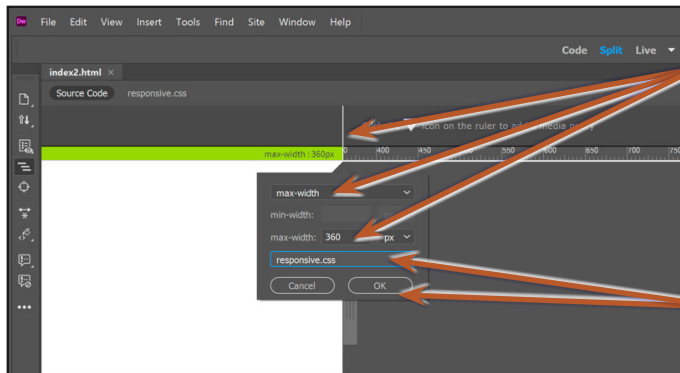 Dw File Edit View Insert Tools Find Site Window Help
Code Split Live
index2.html ×
Source Code responsive.css
icon on the ruler to add media query
max-width : 360px
400 450 550 600 650 700 750
max-width
min-width:
max-width: 360 px
responsive.css
Cancel OK